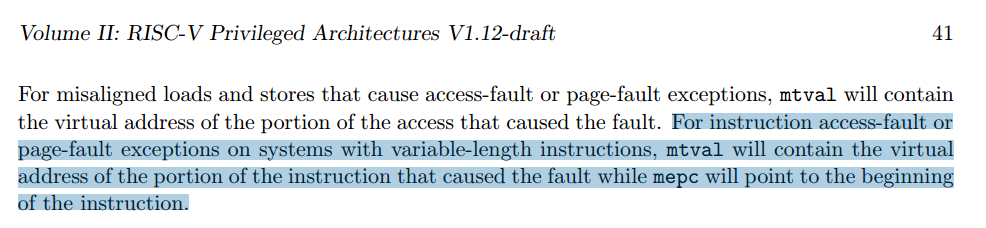 Volume II: RISC-V Privileged Architectures V1.12-draft 41
For misaligned loads and stores that cause access-fault or page-fault exceptions, mtval will contain
the virtual address of the portion of the access that caused the fault. For instruction access-fault or
page-fault exceptions on systems with variable-length instructions, mtval will contain the virtual
address of the portion of the instruction that caused the fault while mepc will point to the beginning
of the instruction.